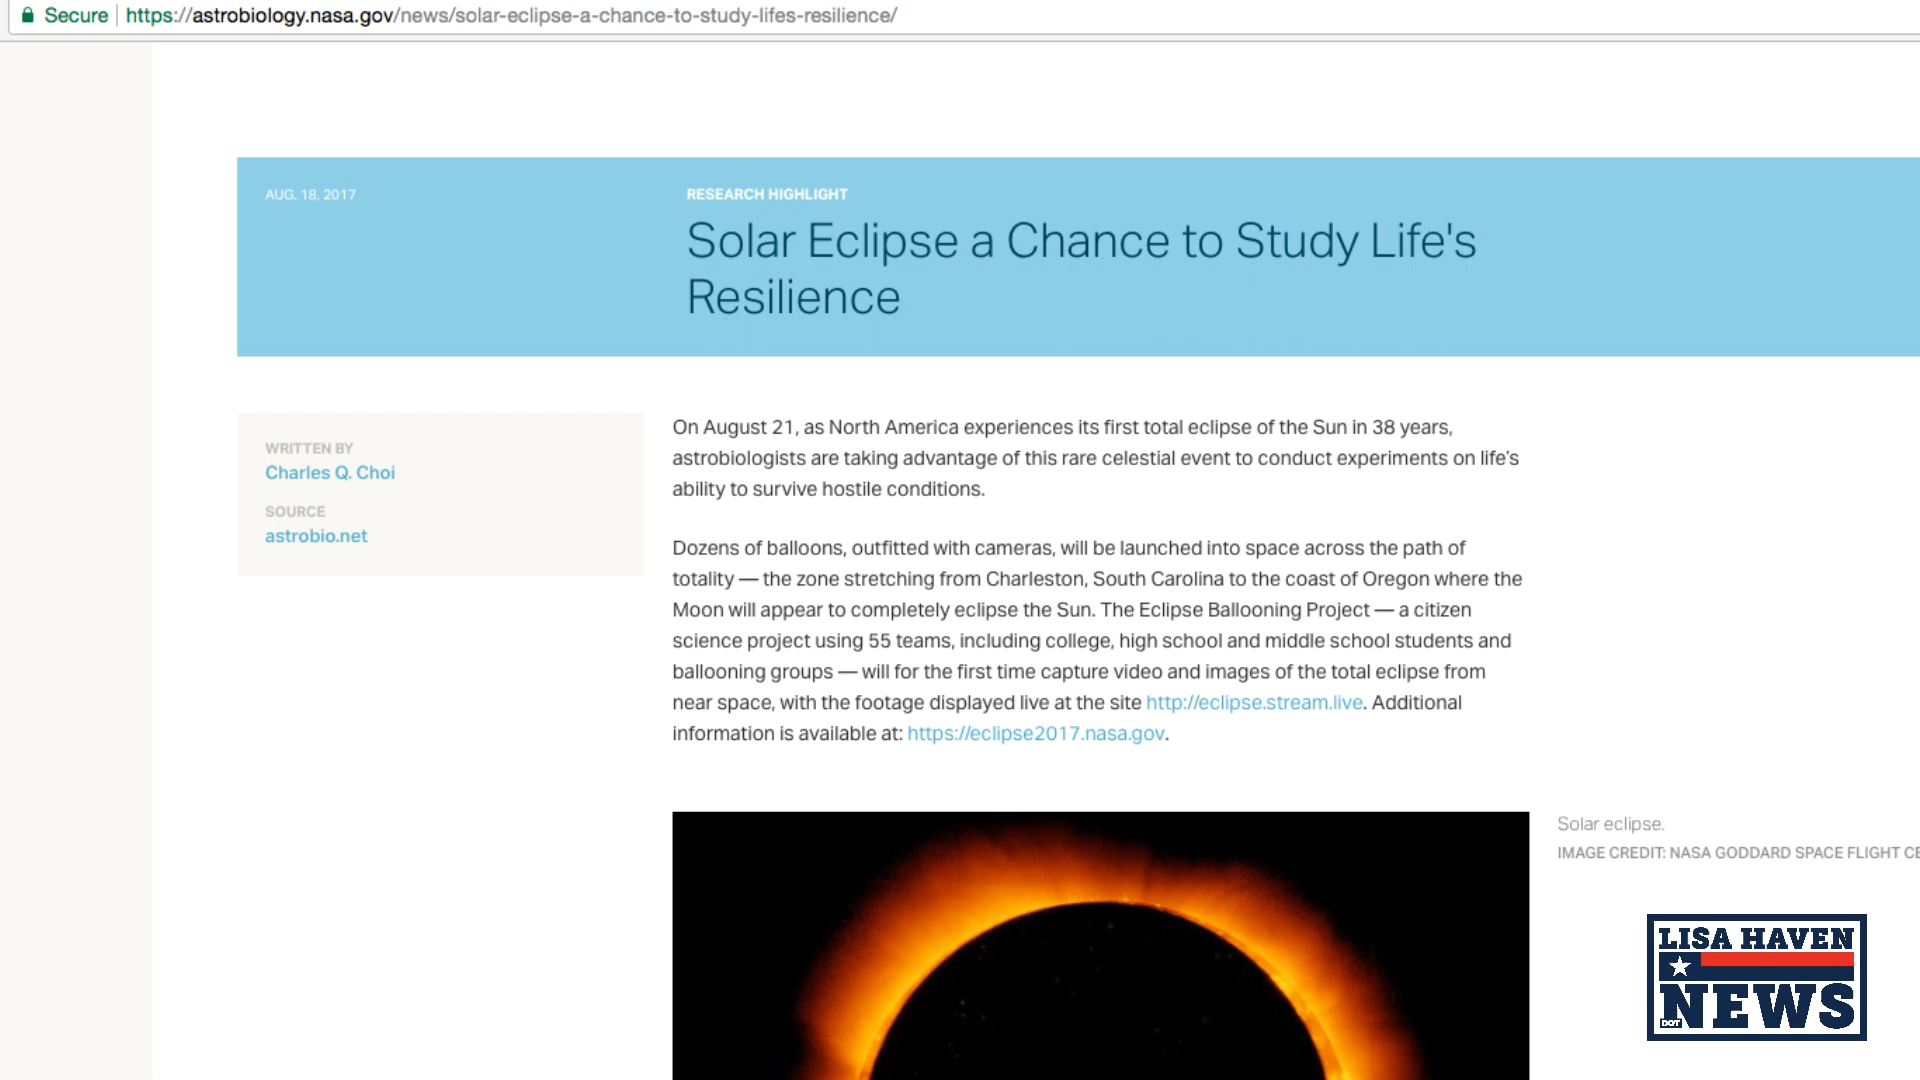 Secure https://astrobiology.nasa.gov/news/solar-eclipse-a-chance-to-study-lifes-resilience/
AUG. 18, 2017
RESEARCH HIGHLIGHT
Solar Eclipse a Chance to Study Life's
Resilience
WRITTEN BY
Charles Q. Choi
SOURCE
astrobio.net
On August 21, as North America experiences its first total eclipse of the Sun in 38 years,
astrobiologists are taking advantage of this rare celestial event to conduct experiments on life's
ability to survive hostile conditions.
Dozens of balloons, outfitted with cameras, will be launched into space across the path of
totality — the zone stretching from Charleston, South Carolina to the coast of Oregon where the
Moon will appear to completely eclipse the Sun. The Eclipse Ballooning Project — a citizen
science project using 55 teams, including college, high school and middle school students and
ballooning groups — will for the first time capture video and images of the total eclipse from
near space, with the footage displayed live at the site http://eclipse.stream.live. Additional
information is available at: https://eclipse2017.nasa.gov.
Solar eclipse.
IMAGE CREDIT: NASA GODDARD SPACE FLIGHT CE
LISA HAVEN
DOT NEWS